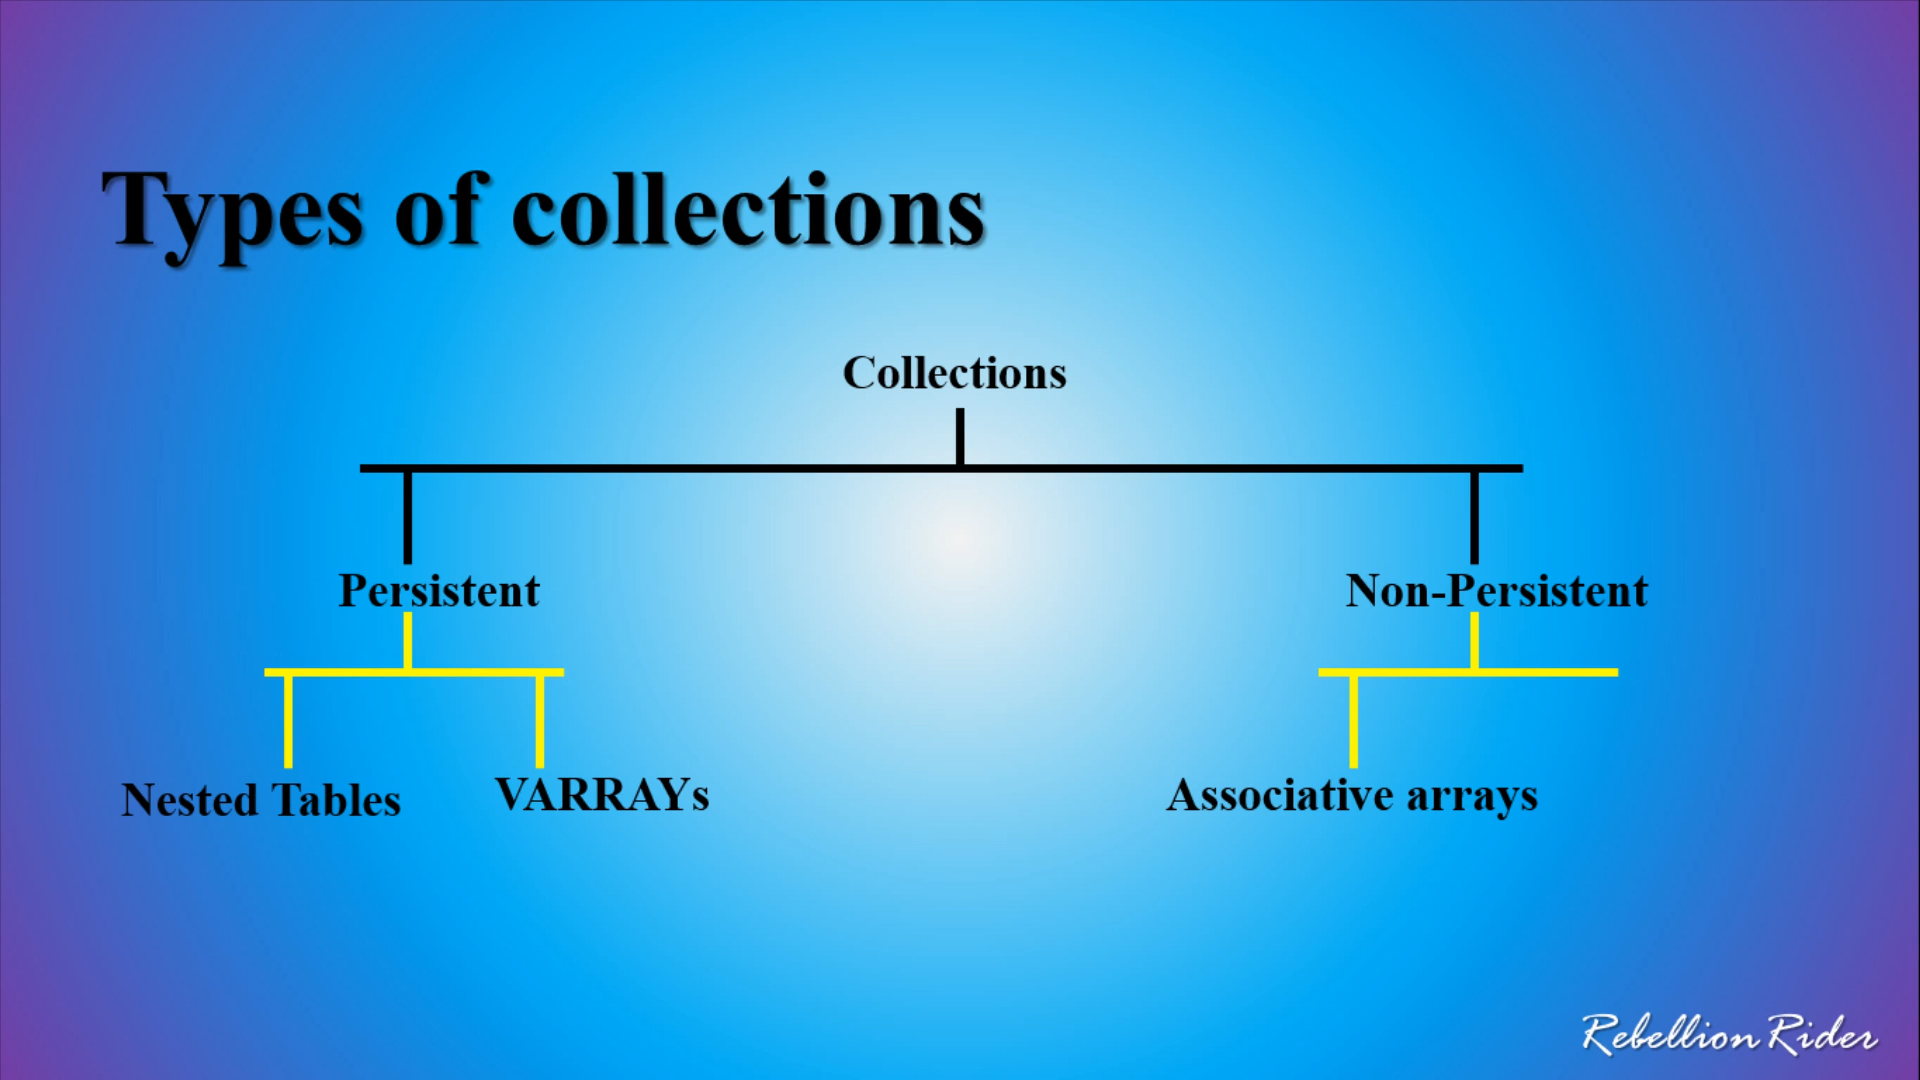 Types of collections
Collections
Persistent
Non-Persistent
Nested Tables
VARRAYs
Associative arrays
Rebellion Rider